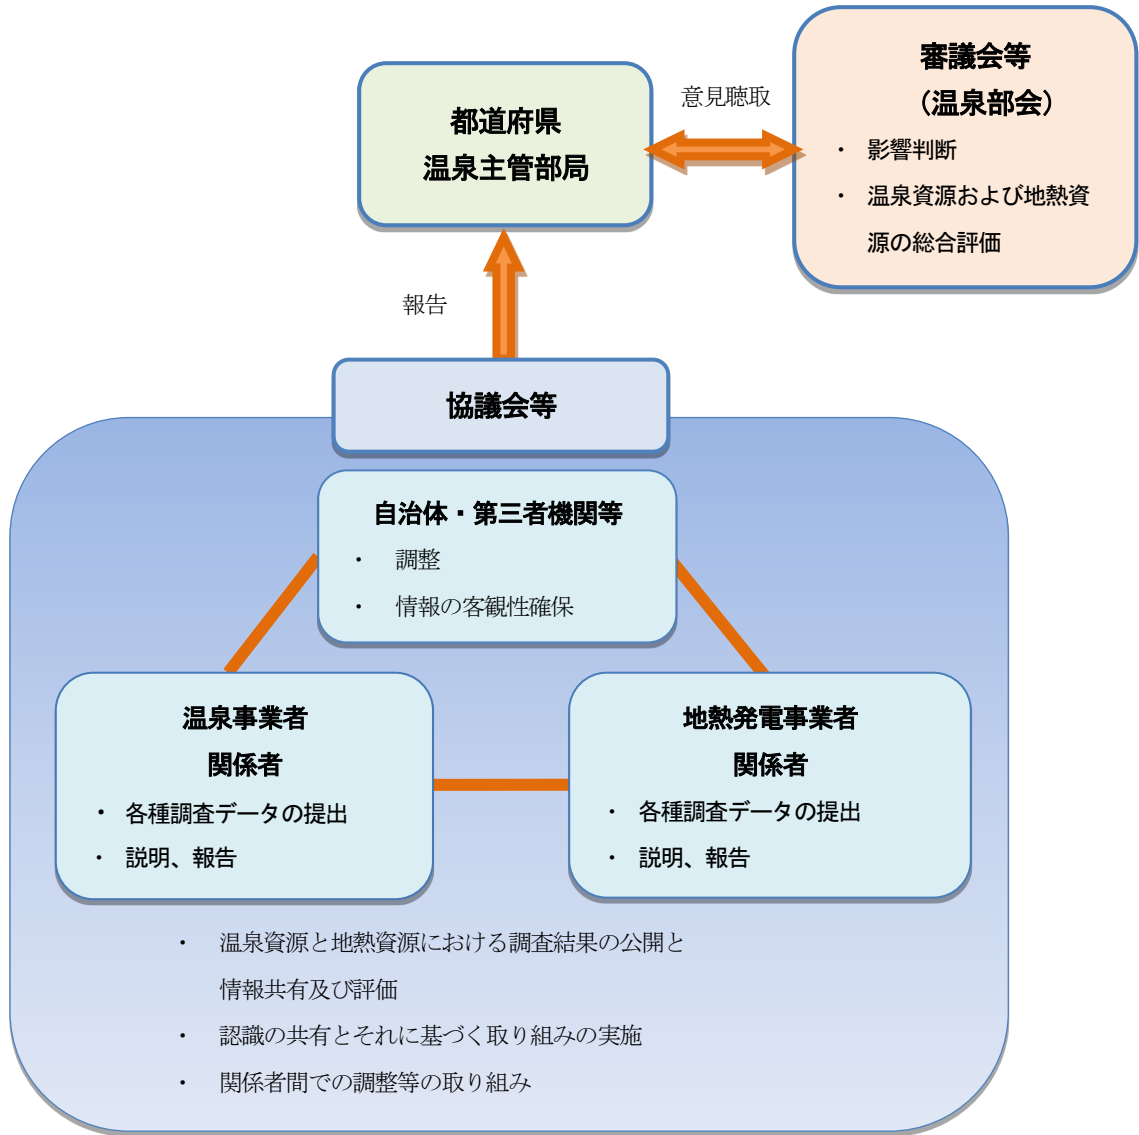 審議会等
（温泉部会）
・ 影響判断
・ 温泉資源および地熱資
源の総合評価
意見聴取
都道府県
温泉主管部局
報告
協議会等
自治体・第三者機関等
・ 調整
・ 情報の客観性確保
温泉事業者
関係者
・ 各種調査データの提出
・ 説明、報告
地熱発電事業者
関係者
・ 各種調査データの提出
・ 説明、報告
・ 温泉資源と地熱資源における調査結果の公開と
情報共有及び評価
・ 認識の共有とそれに基づく取り組みの実施
・ 関係者間での調整等の取り組み